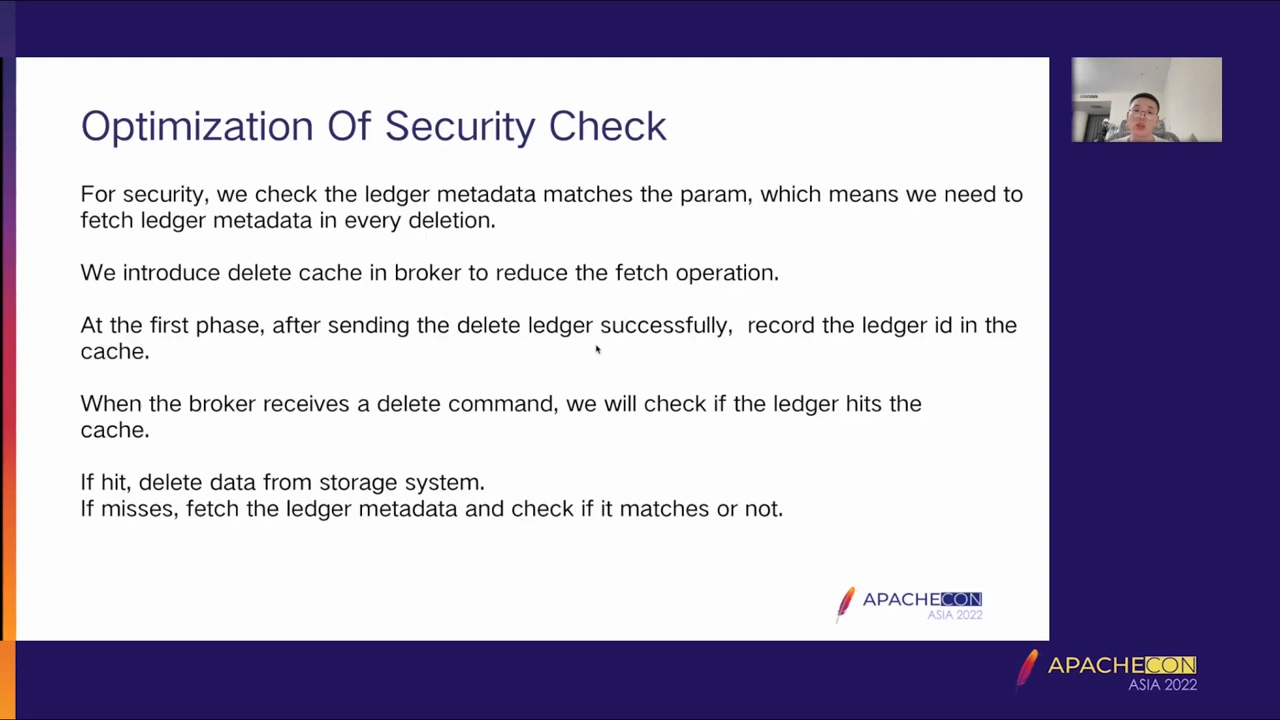 Optimization Of Security Check
For security, we check the ledger metadata matches the param, which means we need to
fetch ledger metadata in every deletion.
We introduce delete cache in broker to reduce the fetch operation.
At the first phase, after sending the delete ledger successfully,  record the ledger id in the
cache.
When the broker receives a delete command, we will check if the ledger hits the
cache.
If hit, delete data from storage system.
If misses, fetch the ledger metadata and check if it matches or not.
APACHECON
ASIA 2022
APACHECON
ASIA 2022